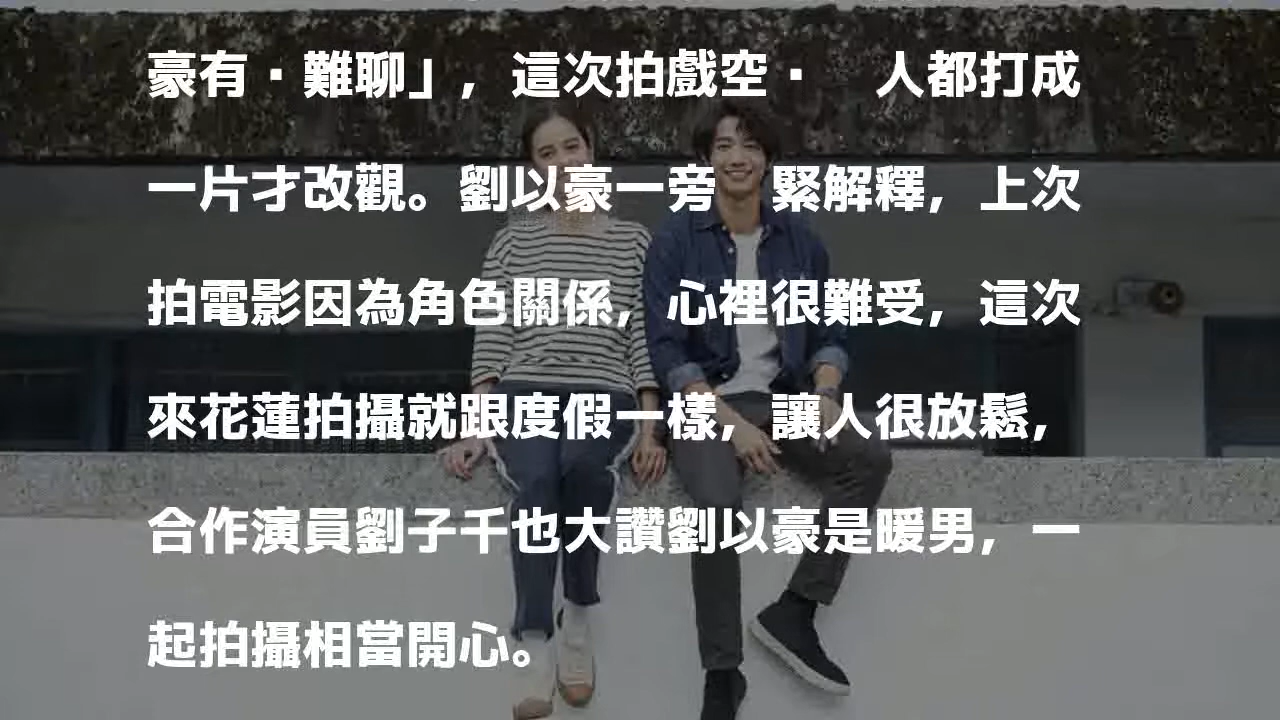 豪有·難聊」，這次拍戲空·　人都打成
一片才改觀。劉以豪一旁　緊解釋，上次
拍電影因為角色關係，心裡很難受，這次
來花蓮拍攝就跟度假一樣，讓人很放鬆，
合作演員劉子千也大讚劉以豪是暖男，一
起拍攝相當開心。